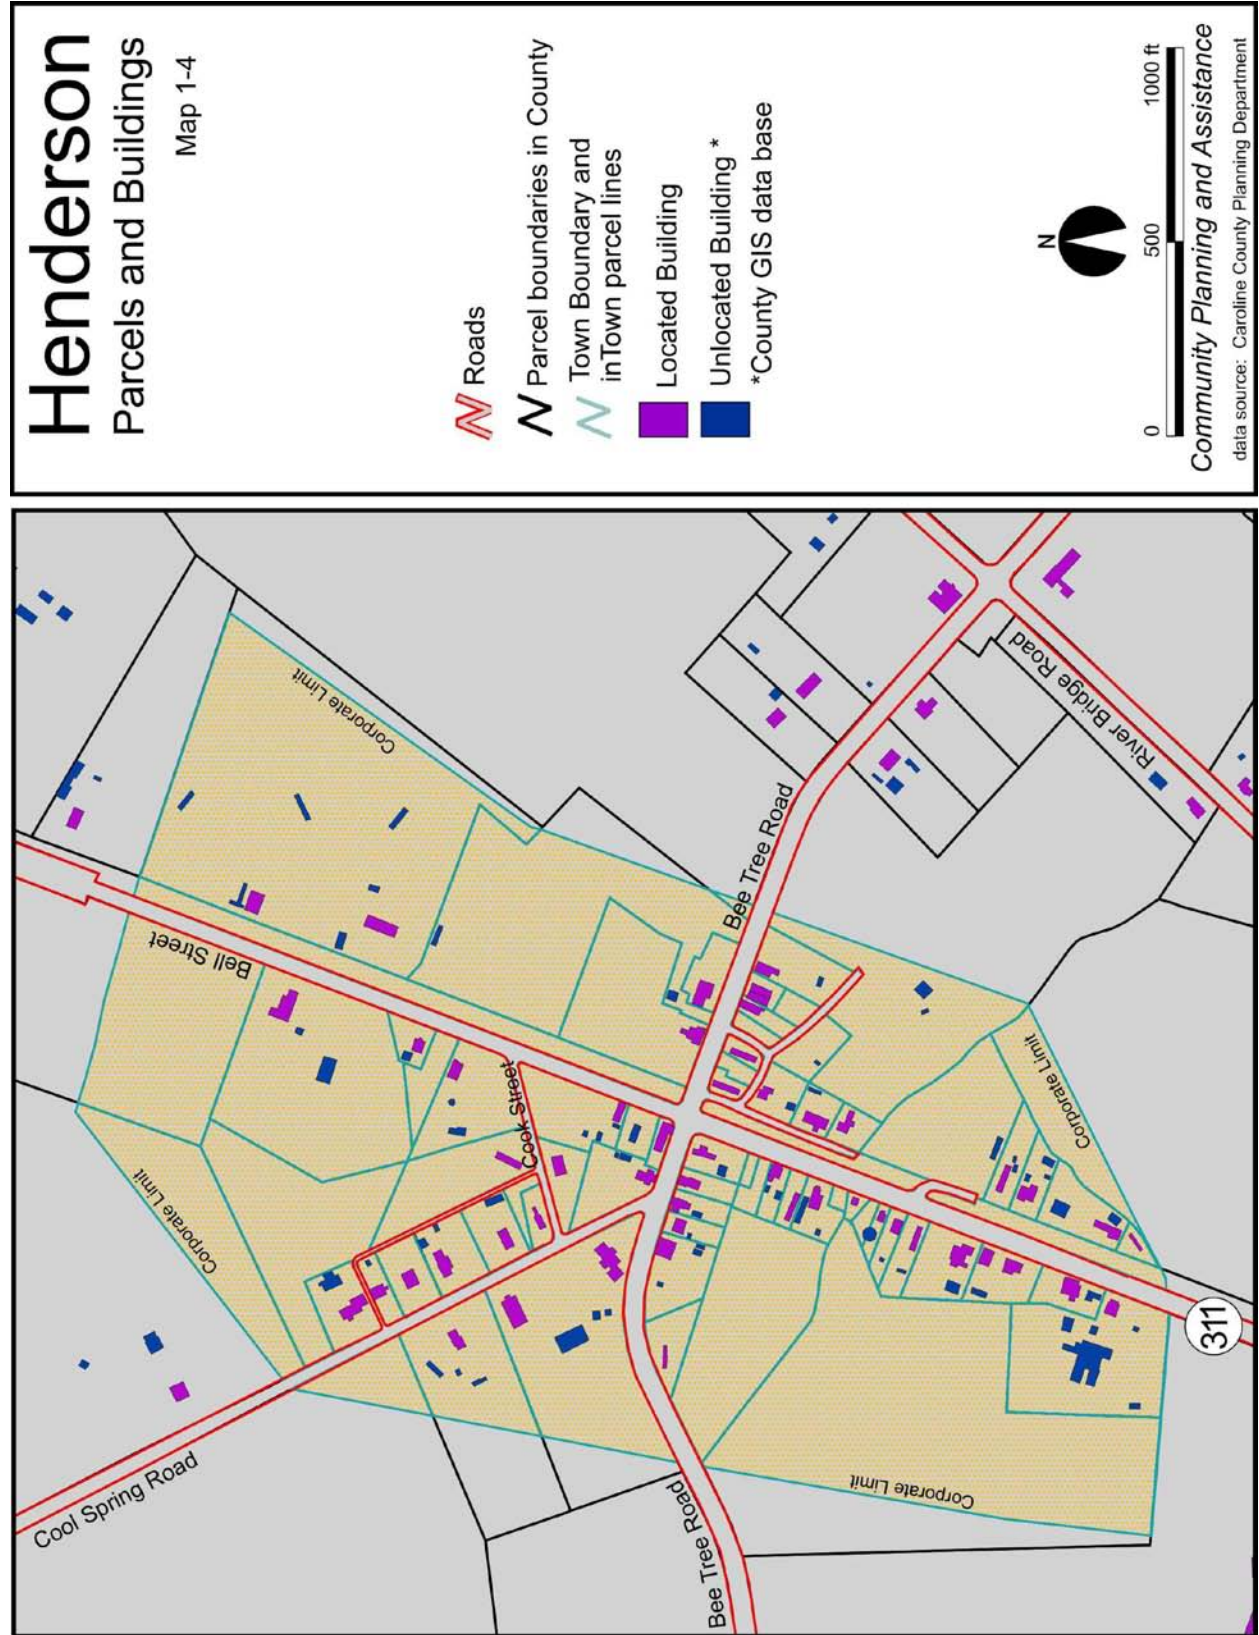 Henderson
Parcels and Buildings
Map 1-4
Roads
Parcel boundaries in County
Town Boundary and
inTown parcel lines
Located Building
Unlocated Building *
*County GIS data base
N
0 500 1000 ft
Community Planning and Assistance
data source: Caroline County Planning Department
Cool Spring Road
Corporate Limit
Bell Street
Corporate Limit
Cook Street
Bee Tree Road
Bee Tree Road
River Bridge Road
Corporate Limit
Corporate Limit
311